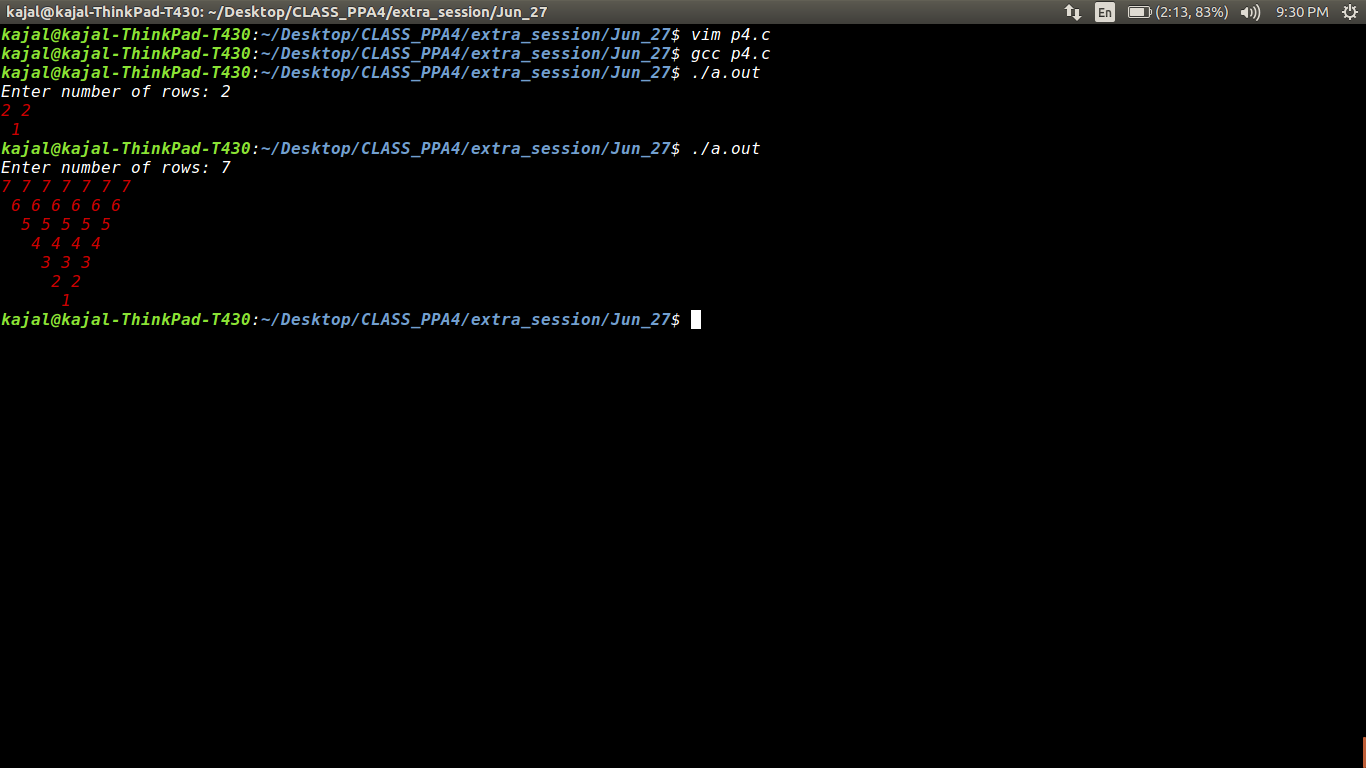 kajal@kajal-ThinkPad-T430: ~/Desktop/CLASS_PPA4/extra_session/Jun_27 En (2:13, 83%) 9:30 PM
kajal@kajal-ThinkPad-T430:~/Desktop/CLASS_PPA4/extra_session/Jun_27$ vim p4.c
kajal@kajal-ThinkPad-T430:~/Desktop/CLASS_PPA4/extra_session/Jun_27$ gcc p4.c
kajal@kajal-ThinkPad-T430:~/Desktop/CLASS_PPA4/extra_session/Jun_27$ ./a.out
Enter number of rows: 2
2 2
 1
kajal@kajal-ThinkPad-T430:~/Desktop/CLASS_PPA4/extra_session/Jun_27$ ./a.out
Enter number of rows: 7
7 7 7 7 7 7 7
 6 6 6 6 6 6
  5 5 5 5 5
   4 4 4 4
    3 3 3
     2 2
      1
kajal@kajal-ThinkPad-T430:~/Desktop/CLASS_PPA4/extra_session/Jun_27$